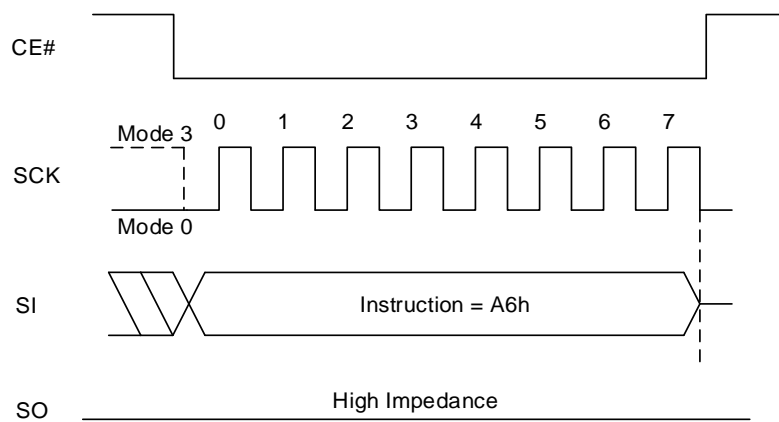 CE#
Mode 3
0 1 2 3 4 5 6 7
SCK
Mode 0
SI
Instruction = A6h
SO
High Impedance